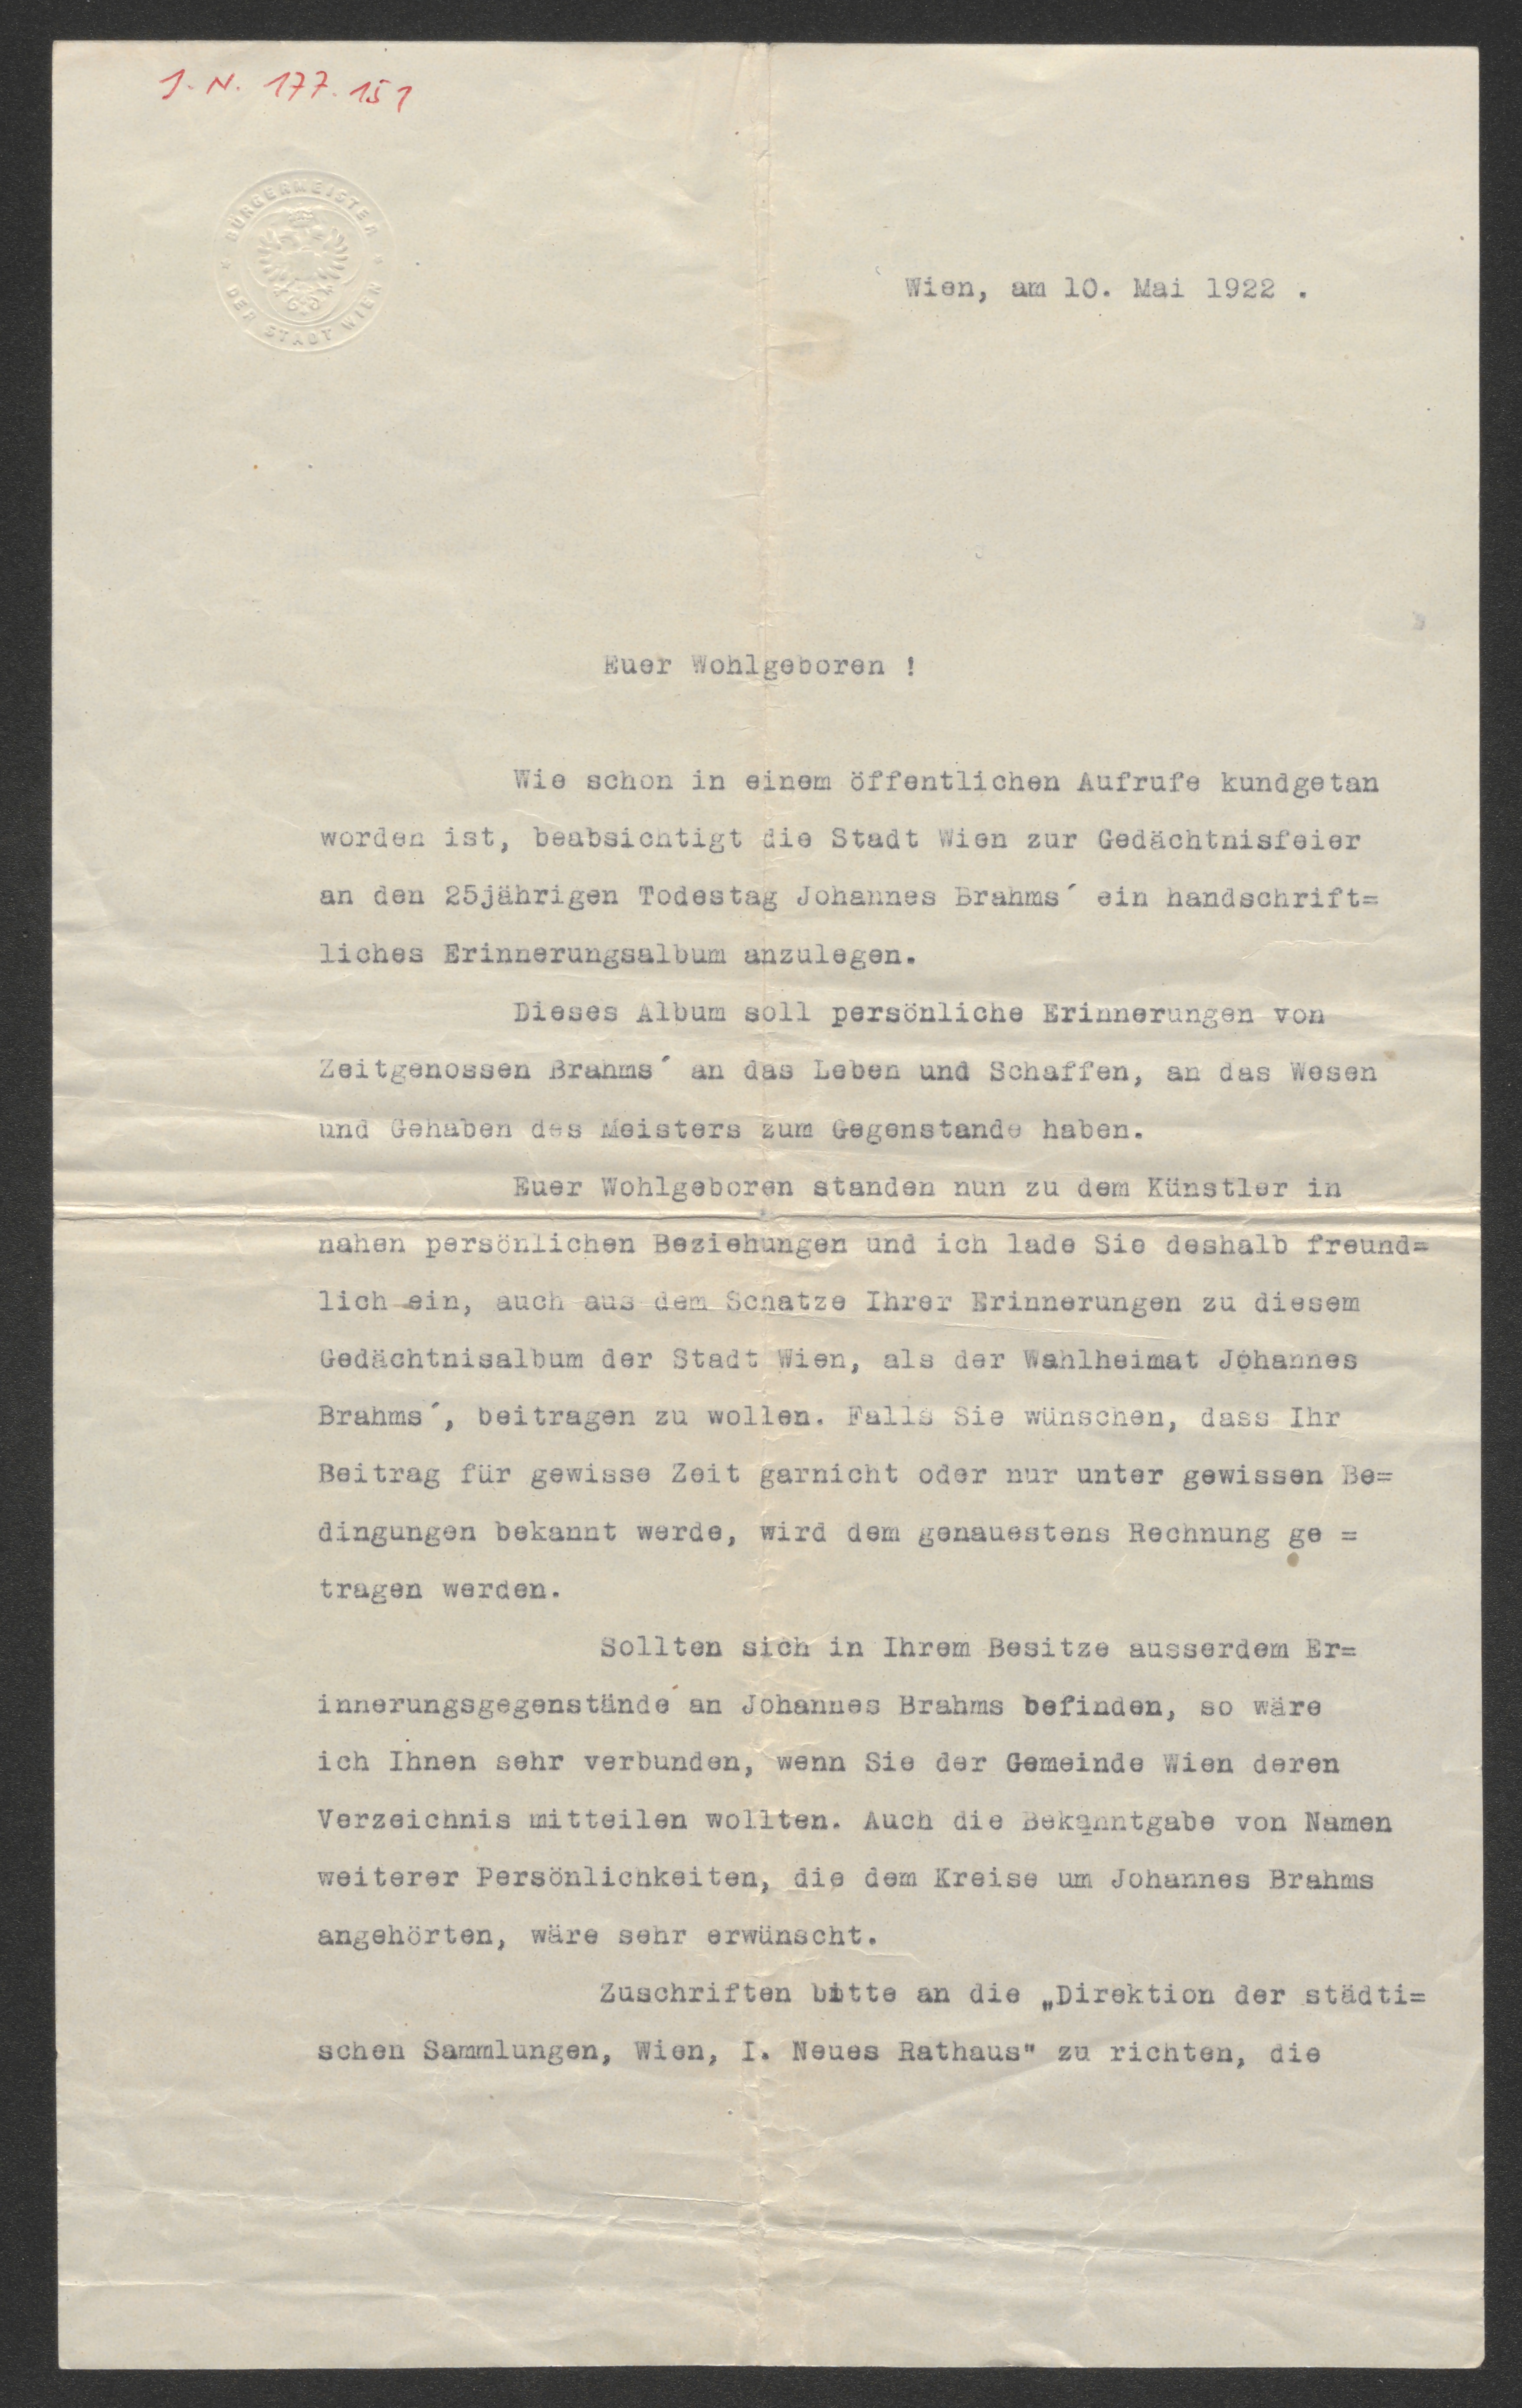 J. N. 177.151
* BÜRGERMEISTER *
DER STADT WIEN
Wien, am 10. Mai 1922 .
Euer Wohlgeboren !
Wie schon in einem öffentlichen Aufrufe kundgetan
worden ist, beabsichtigt die Stadt Wien zur Gedächtnisfeier
an den 25jährigen Todestag Johannes Brahms´ ein handschrift=
liches Erinnerungsalbum anzulegen.
Dieses Album soll persönliche Erinnerungen von
Zeitgenossen Brahms´ an das Leben und Schaffen, an das Wesen
und Gehaben des Meisters zum Gegenstande haben.
Euer Wohlgeboren standen nun zu dem Künstler in
nahen persönlichen Beziehungen und ich lade Sie deshalb freund=
lich ein, auch aus dem Schatze Ihrer Erinnerungen zu diesem
Gedächtnisalbum der Stadt Wien, als der Wahlheimat Johannes
Brahms´, beitragen zu wollen. Falls Sie wünschen, dass Ihr
Beitrag für gewisse Zeit garnicht oder nur unter gewissen Be=
dingungen bekannt werde, wird dem genauestens Rechnung ge =
tragen werden.
Sollten sich in Ihrem Besitze ausserdem Er=
innerungsgegenstände an Johannes Brahms befinden, so wäre
ich Ihnen sehr verbunden, wenn Sie der Gemeinde Wien deren
Verzeichnis mitteilen wollten. Auch die Bekanntgabe von Namen
weiterer Persönlichkeiten, die dem Kreise um Johannes Brahms
angehörten, wäre sehr erwünscht.
Zuschriften bitte an die „Direktion der städti=
schen Sammlungen, Wien, I. Neues Rathaus" zu richten, die